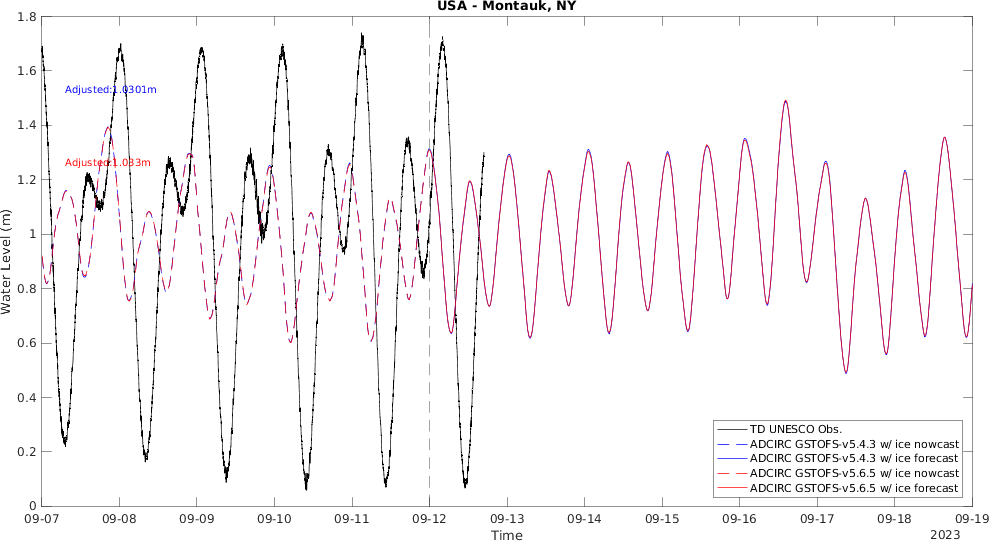 USA - Montauk, NY
1.8
1.6
1.4
1.2
1
0.8
0.6
0.4
0.2
0
Water Level (m)
Adjusted:1.0301m
Adjusted:1.033m
TD UNESCO Obs.
ADCIRC GSTOFS-v5.4.3 w/ ice nowcast
ADCIRC GSTOFS-v5.4.3 w/ ice forecast
ADCIRC GSTOFS-v5.6.5 w/ ice nowcast
ADCIRC GSTOFS-v5.6.5 w/ ice forecast
09-07 09-08 09-09 09-10 09-11 09-12 09-13 09-14 09-15 09-16 09-17 09-18 09-19
Time
2023